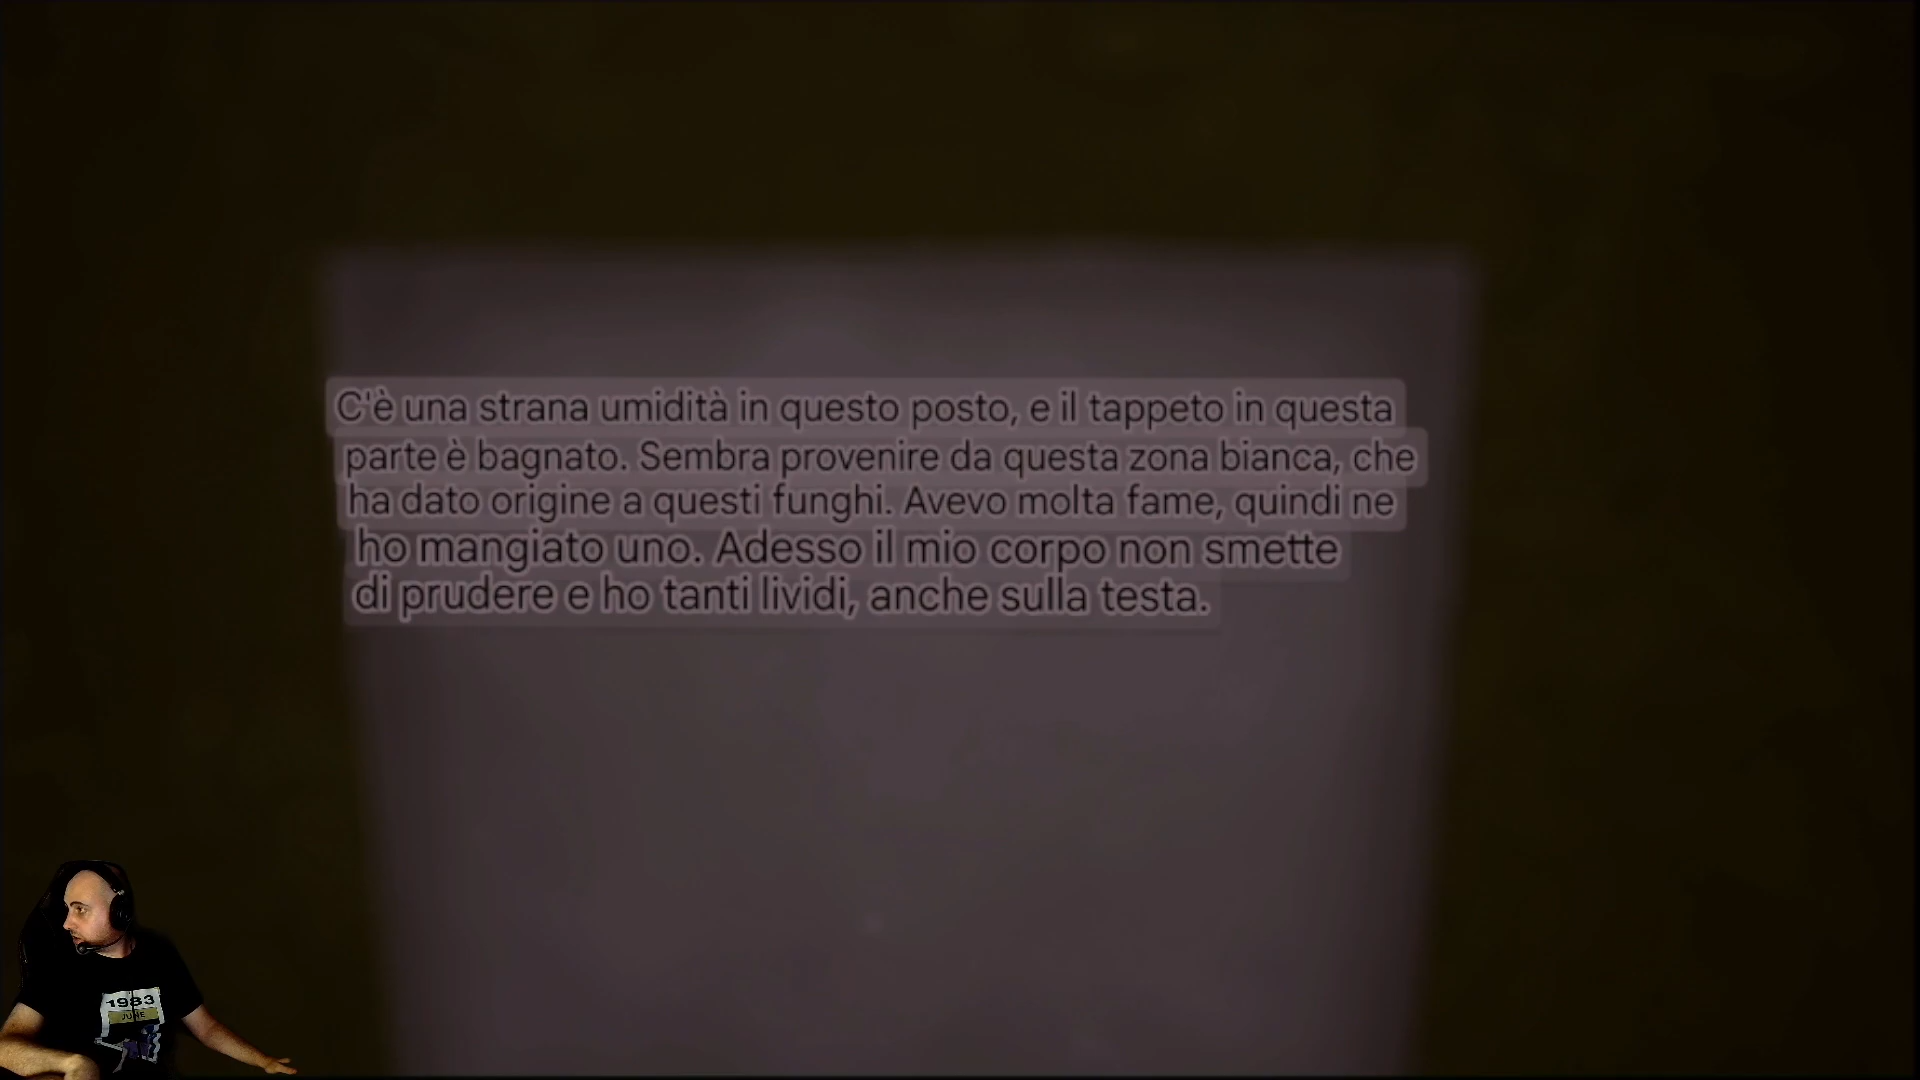 C'è una strana umidità in questo posto, e il tappeto in questa
parte è bagnato. Sembra provenire da questa zona bianca, che
ha dato origine a questi funghi. Avevo molta fame, quindi ne
ho mangiato uno. Adesso il mio corpo non smette
di prudere e ho tanti lividi, anche sulla testa.
1983
JUNE